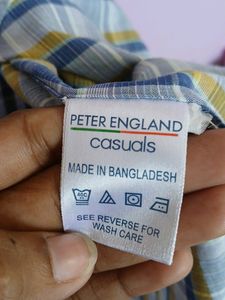 PETER ENGLAND
casuals
MADE IN BANGLADESH
SEE REVERSE FOR
WASH CARE